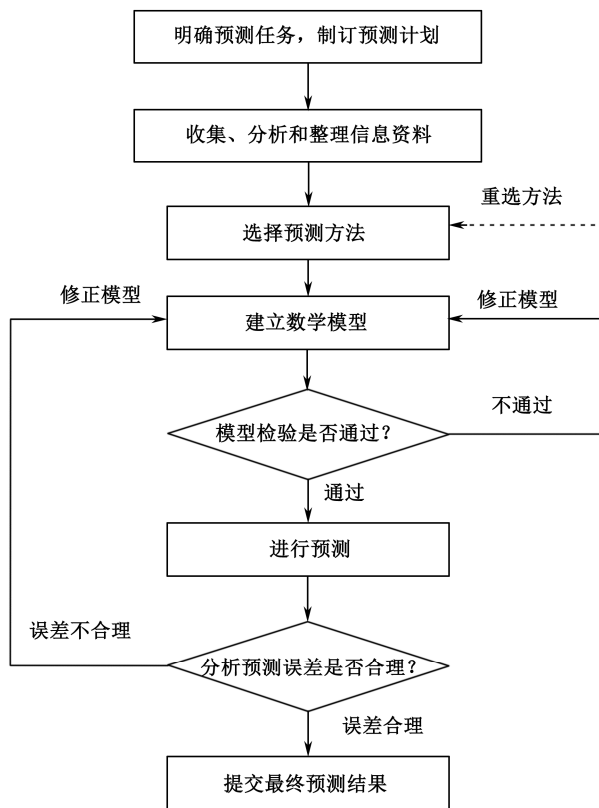 明确预测任务，制订预测计划
收集、分析和整理信息资料
重选方法
选择预测方法
修正模型
修正模型
建立数学模型
不通过
模型检验是否通过？
通过
进行预测
误差不合理
分析预测误差是否合理？
误差合理
提交最终预测结果